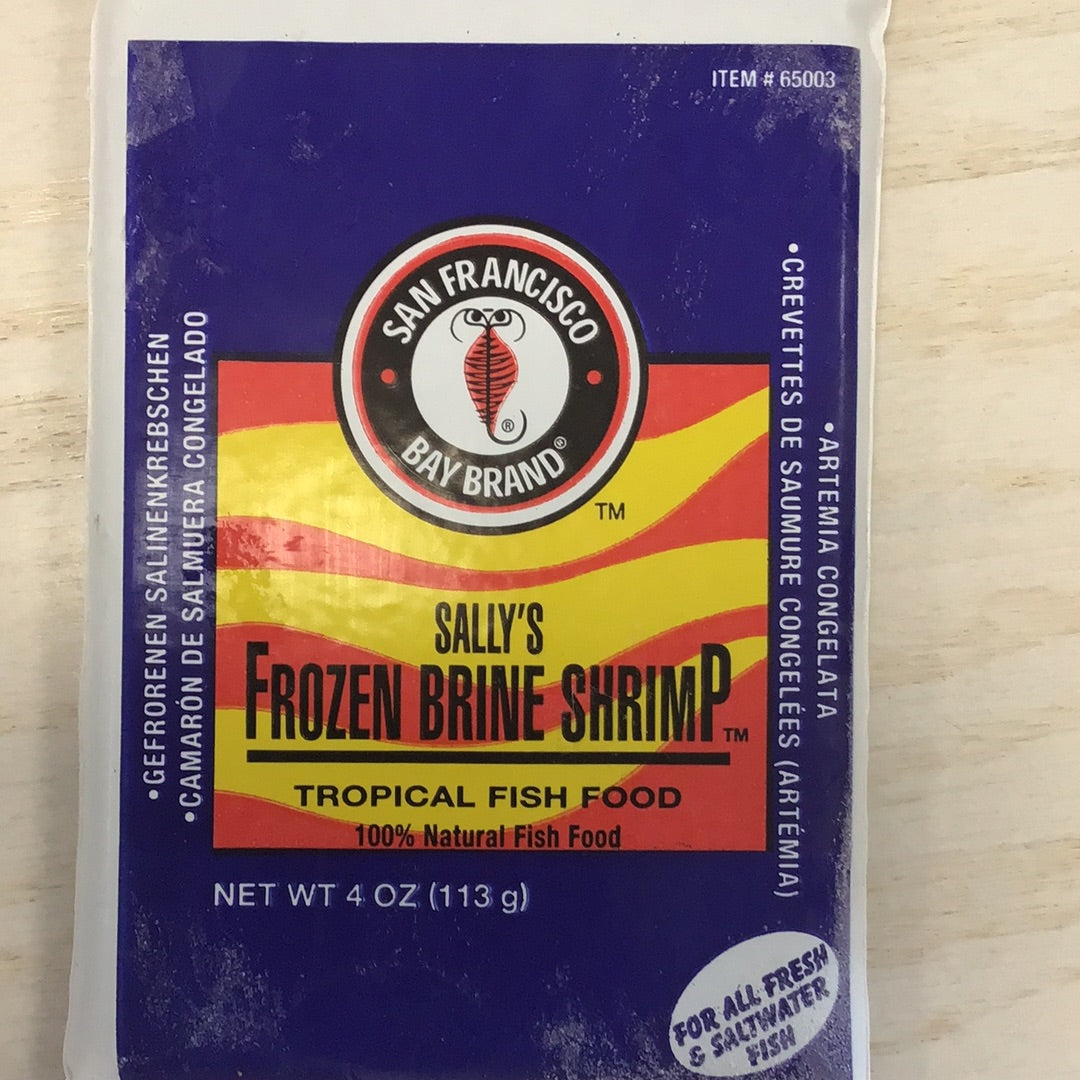 ITEM # 65003
SAN FRANCISCO
BAY BRAND®
®
TM
SALLY'S
FROZEN BRINE SHRIMP TM
TROPICAL FISH FOOD
100% Natural Fish Food
NET WT 4 OZ (113 g)
•GEFRORENEN SALINENKREBSCHEN
•CAMARÓN DE SALMUERA CONGELADO
•CREVETTES DE SAUMURE CONGELÉES (ARTÉMIA)
•ARTEMIA CONGELATA
FOR ALL FRESH
& SALTWATER
FISH